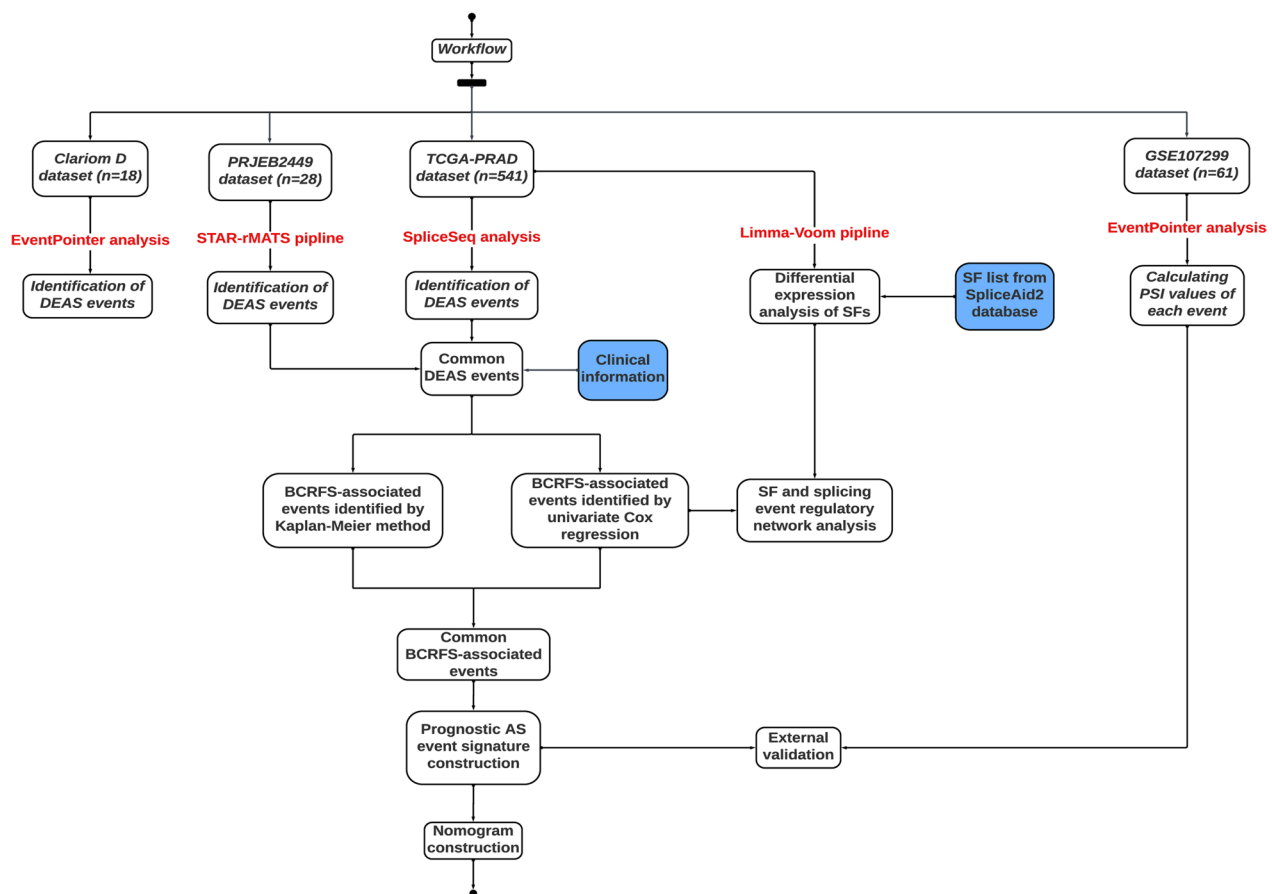 Workflow
Clariom D
dataset (n=18)
PRJEB2449
dataset (n=28)
TCGA-PRAD
dataset (n=541)
GSE107299
dataset (n=61)
EventPointer analysis
STAR-rMATS pipline
SpliceSeq analysis
Limma-Voom pipline
EventPointer analysis
Identification of
DEAS events
Identification of
DEAS events
Identification of
DEAS events
Differential
expression
analysis of SFs
SF list from
SpliceAid2
database
Calculating
PSI values of
each event
Common
DEAS events
Clinical
information
BCRFS-associated
events identified by
Kaplan-Meier method
BCRFS-associated
events identified by
univariate Cox
regression
SF and splicing
event regulatory
network analysis
Common
BCRFS-associated
events
Prognostic AS
event signature
construction
External
validation
Nomogram
construction